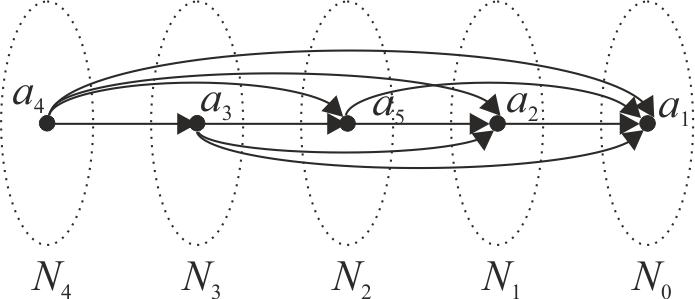 a₄ a₃ a₅ a₂ a₁
N₄ N₃ N₂ N₁ N₀